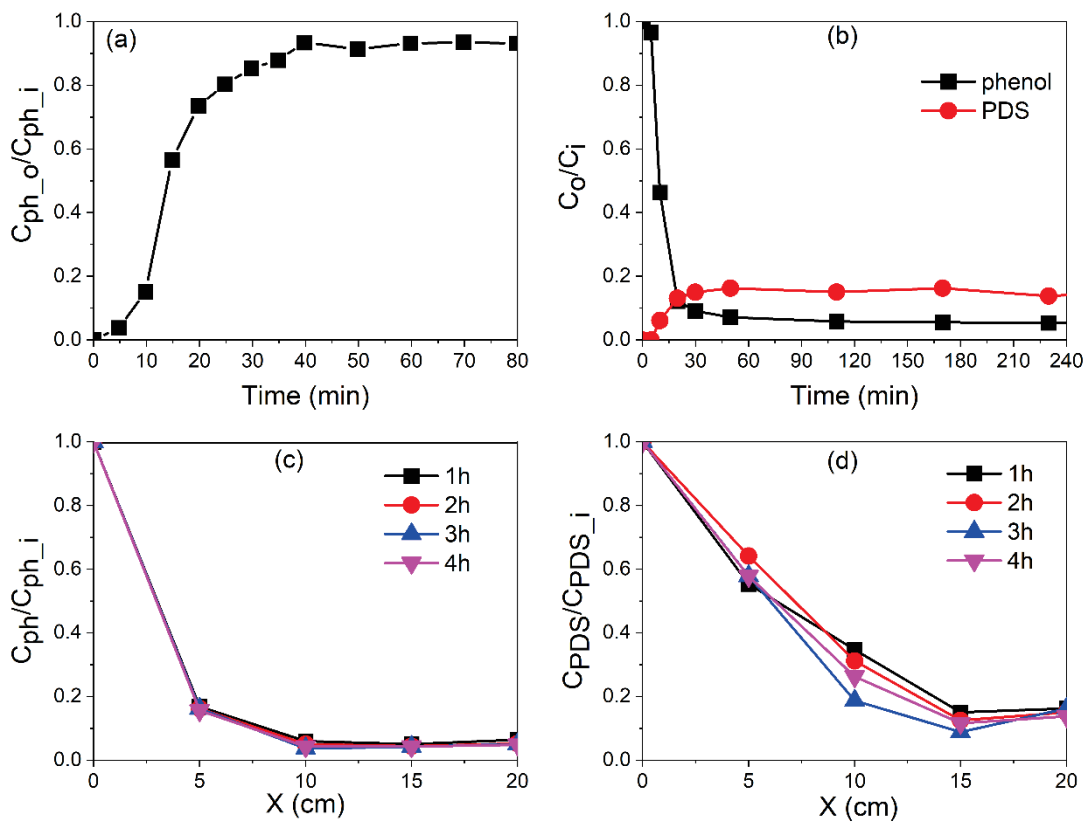 (a)
1.0
0.8
0.6
0.4
0.2
0.0
Cph_o/Cph_i
0 10 20 30 40 50 60 70 80
Time (min)
(b)
phenol
PDS
1.0
0.8
0.6
0.4
0.2
0.0
Co/Ci
0 30 60 90 120 150 180 210 240
Time (min)
(c)
1h
2h
3h
4h
1.0
0.8
0.6
0.4
0.2
0.0
Cph/Cph_i
0 5 10 15 20
X (cm)
(d)
1h
2h
3h
4h
1.0
0.8
0.6
0.4
0.2
0.0
CPDS/CPDS_i
0 5 10 15 20
X (cm)